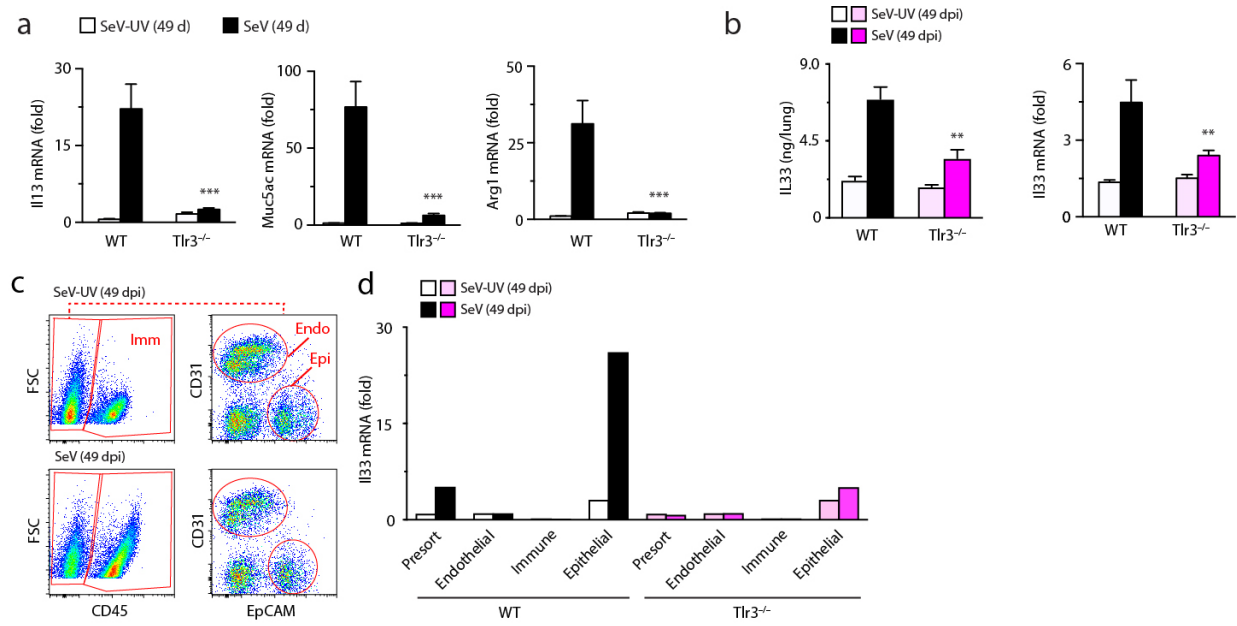 a
SeV-UV (49 d) SeV (49 d)
Il13 mRNA (fold)
30
15
0
WT Tlr3–/–
***
Muc5ac mRNA (fold)
100
50
0
WT Tlr3–/–
***
Arg1 mRNA (fold)
50
25
0
WT Tlr3–/–
***
b
SeV-UV (49 dpi)
SeV (49 dpi)
IL33 (ng/lung)
9.0
4.5
0
WT Tlr3–/–
**
Il33 mRNA (fold)
6
3
0
WT Tlr3–/–
**
c
SeV-UV (49 dpi)
FSC
Imm
CD31
Endo
Epi
SeV (49 dpi)
FSC
CD31
CD45
EpCAM
d
SeV-UV (49 dpi)
SeV (49 dpi)
Il33 mRNA (fold)
30
15
0
Presort
Endothelial
Immune
Epithelial
Presort
Endothelial
Immune
Epithelial
WT
Tlr3–/–